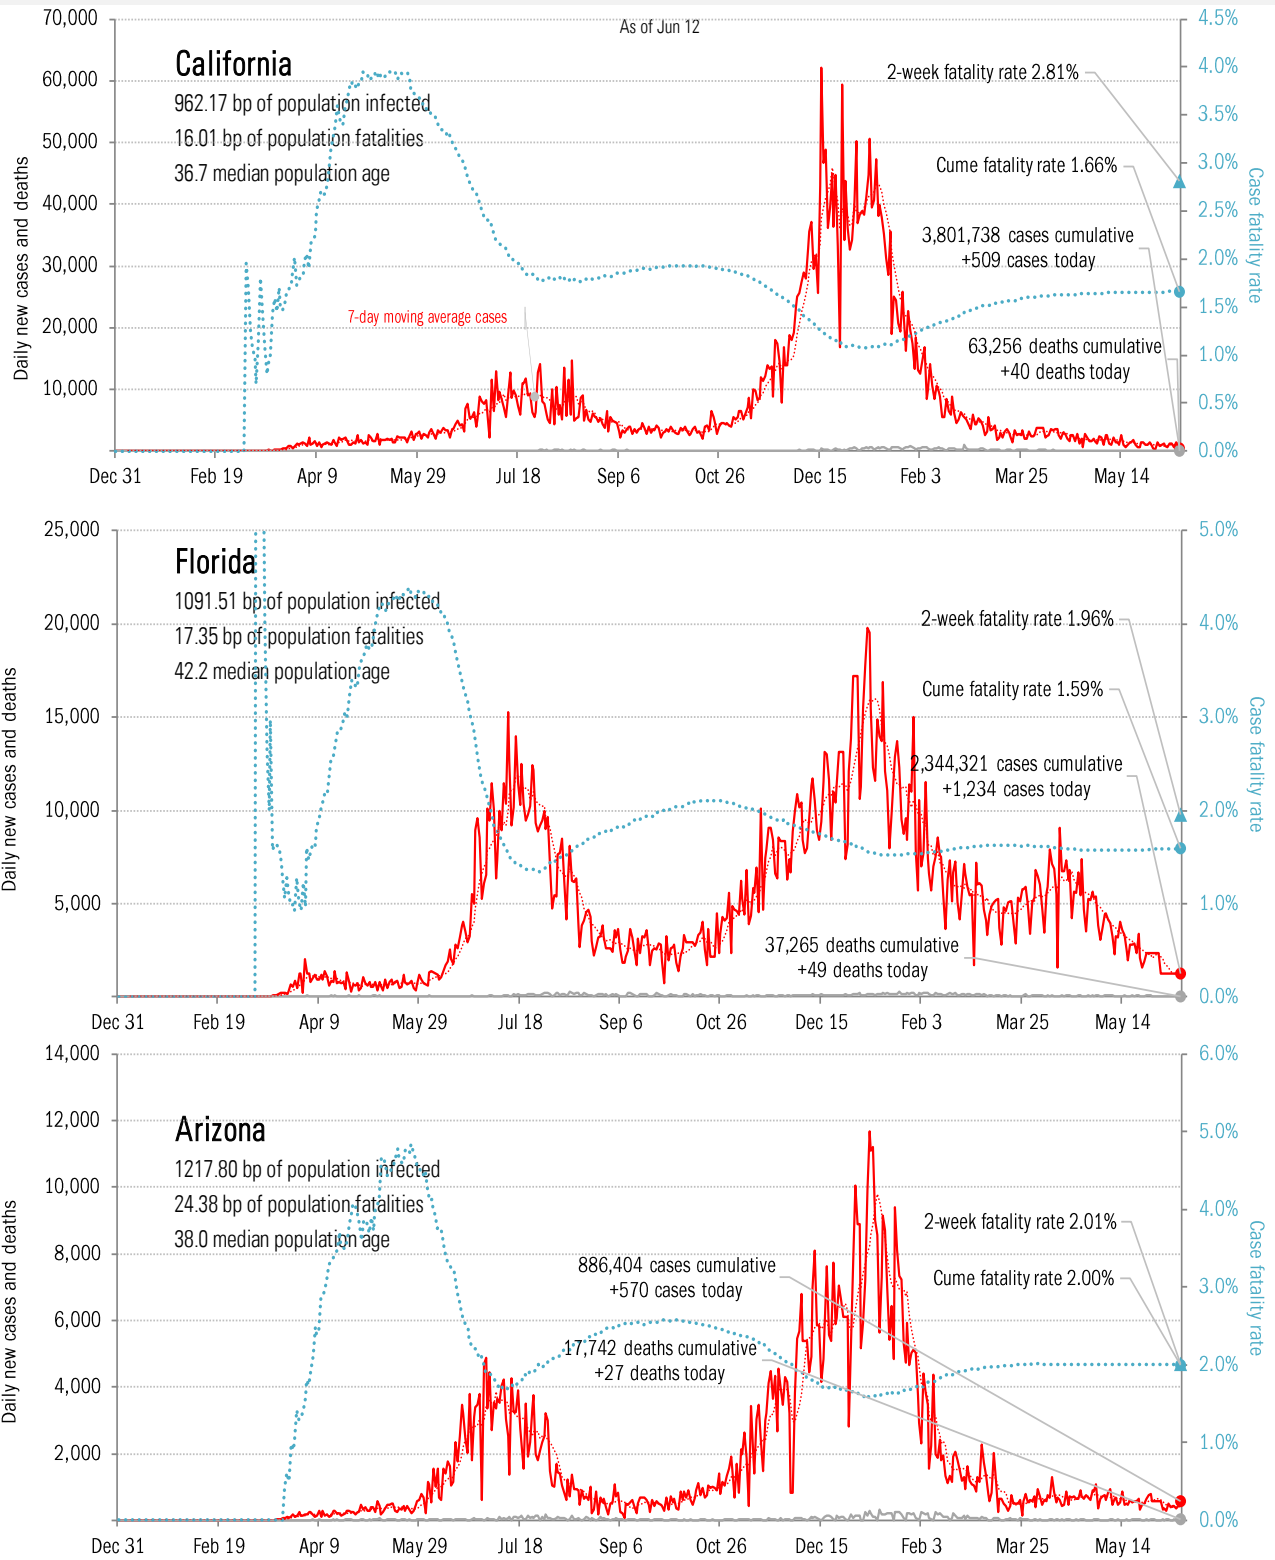 As of Jun 12
California
962.17 bp of population infected
16.01 bp of population fatalities
36.7 median population age
Daily new cases and deaths
70,000
60,000
50,000
40,000
30,000
20,000
10,000
7-day moving average cases
2-week fatality rate 2.81%
Cume fatality rate 1.66%
3,801,738 cases cumulative
+509 cases today
63,256 deaths cumulative
+40 deaths today
4.5%
4.0%
3.5%
3.0%
2.5%
2.0%
1.5%
1.0%
0.5%
0.0%
Case fatality rate
Dec 31 Feb 19 Apr 9 May 29 Jul 18 Sep 6 Oct 26 Dec 15 Feb 3 Mar 25 May 14
Florida
1091.51 bp of population infected
17.35 bp of population fatalities
42.2 median population age
Daily new cases and deaths
25,000
20,000
15,000
10,000
5,000
2-week fatality rate 1.96%
Cume fatality rate 1.59%
2,344,321 cases cumulative
+1,234 cases today
37,265 deaths cumulative
+49 deaths today
5.0%
4.0%
3.0%
2.0%
1.0%
0.0%
Case fatality rate
Dec 31 Feb 19 Apr 9 May 29 Jul 18 Sep 6 Oct 26 Dec 15 Feb 3 Mar 25 May 14
Arizona
1217.80 bp of population infected
24.38 bp of population fatalities
38.0 median population age
Daily new cases and deaths
14,000
12,000
10,000
8,000
6,000
4,000
2,000
2-week fatality rate 2.01%
Cume fatality rate 2.00%
886,404 cases cumulative
+570 cases today
17,742 deaths cumulative
+27 deaths today
6.0%
5.0%
4.0%
3.0%
2.0%
1.0%
0.0%
Case fatality rate
Dec 31 Feb 19 Apr 9 May 29 Jul 18 Sep 6 Oct 26 Dec 15 Feb 3 Mar 25 May 14